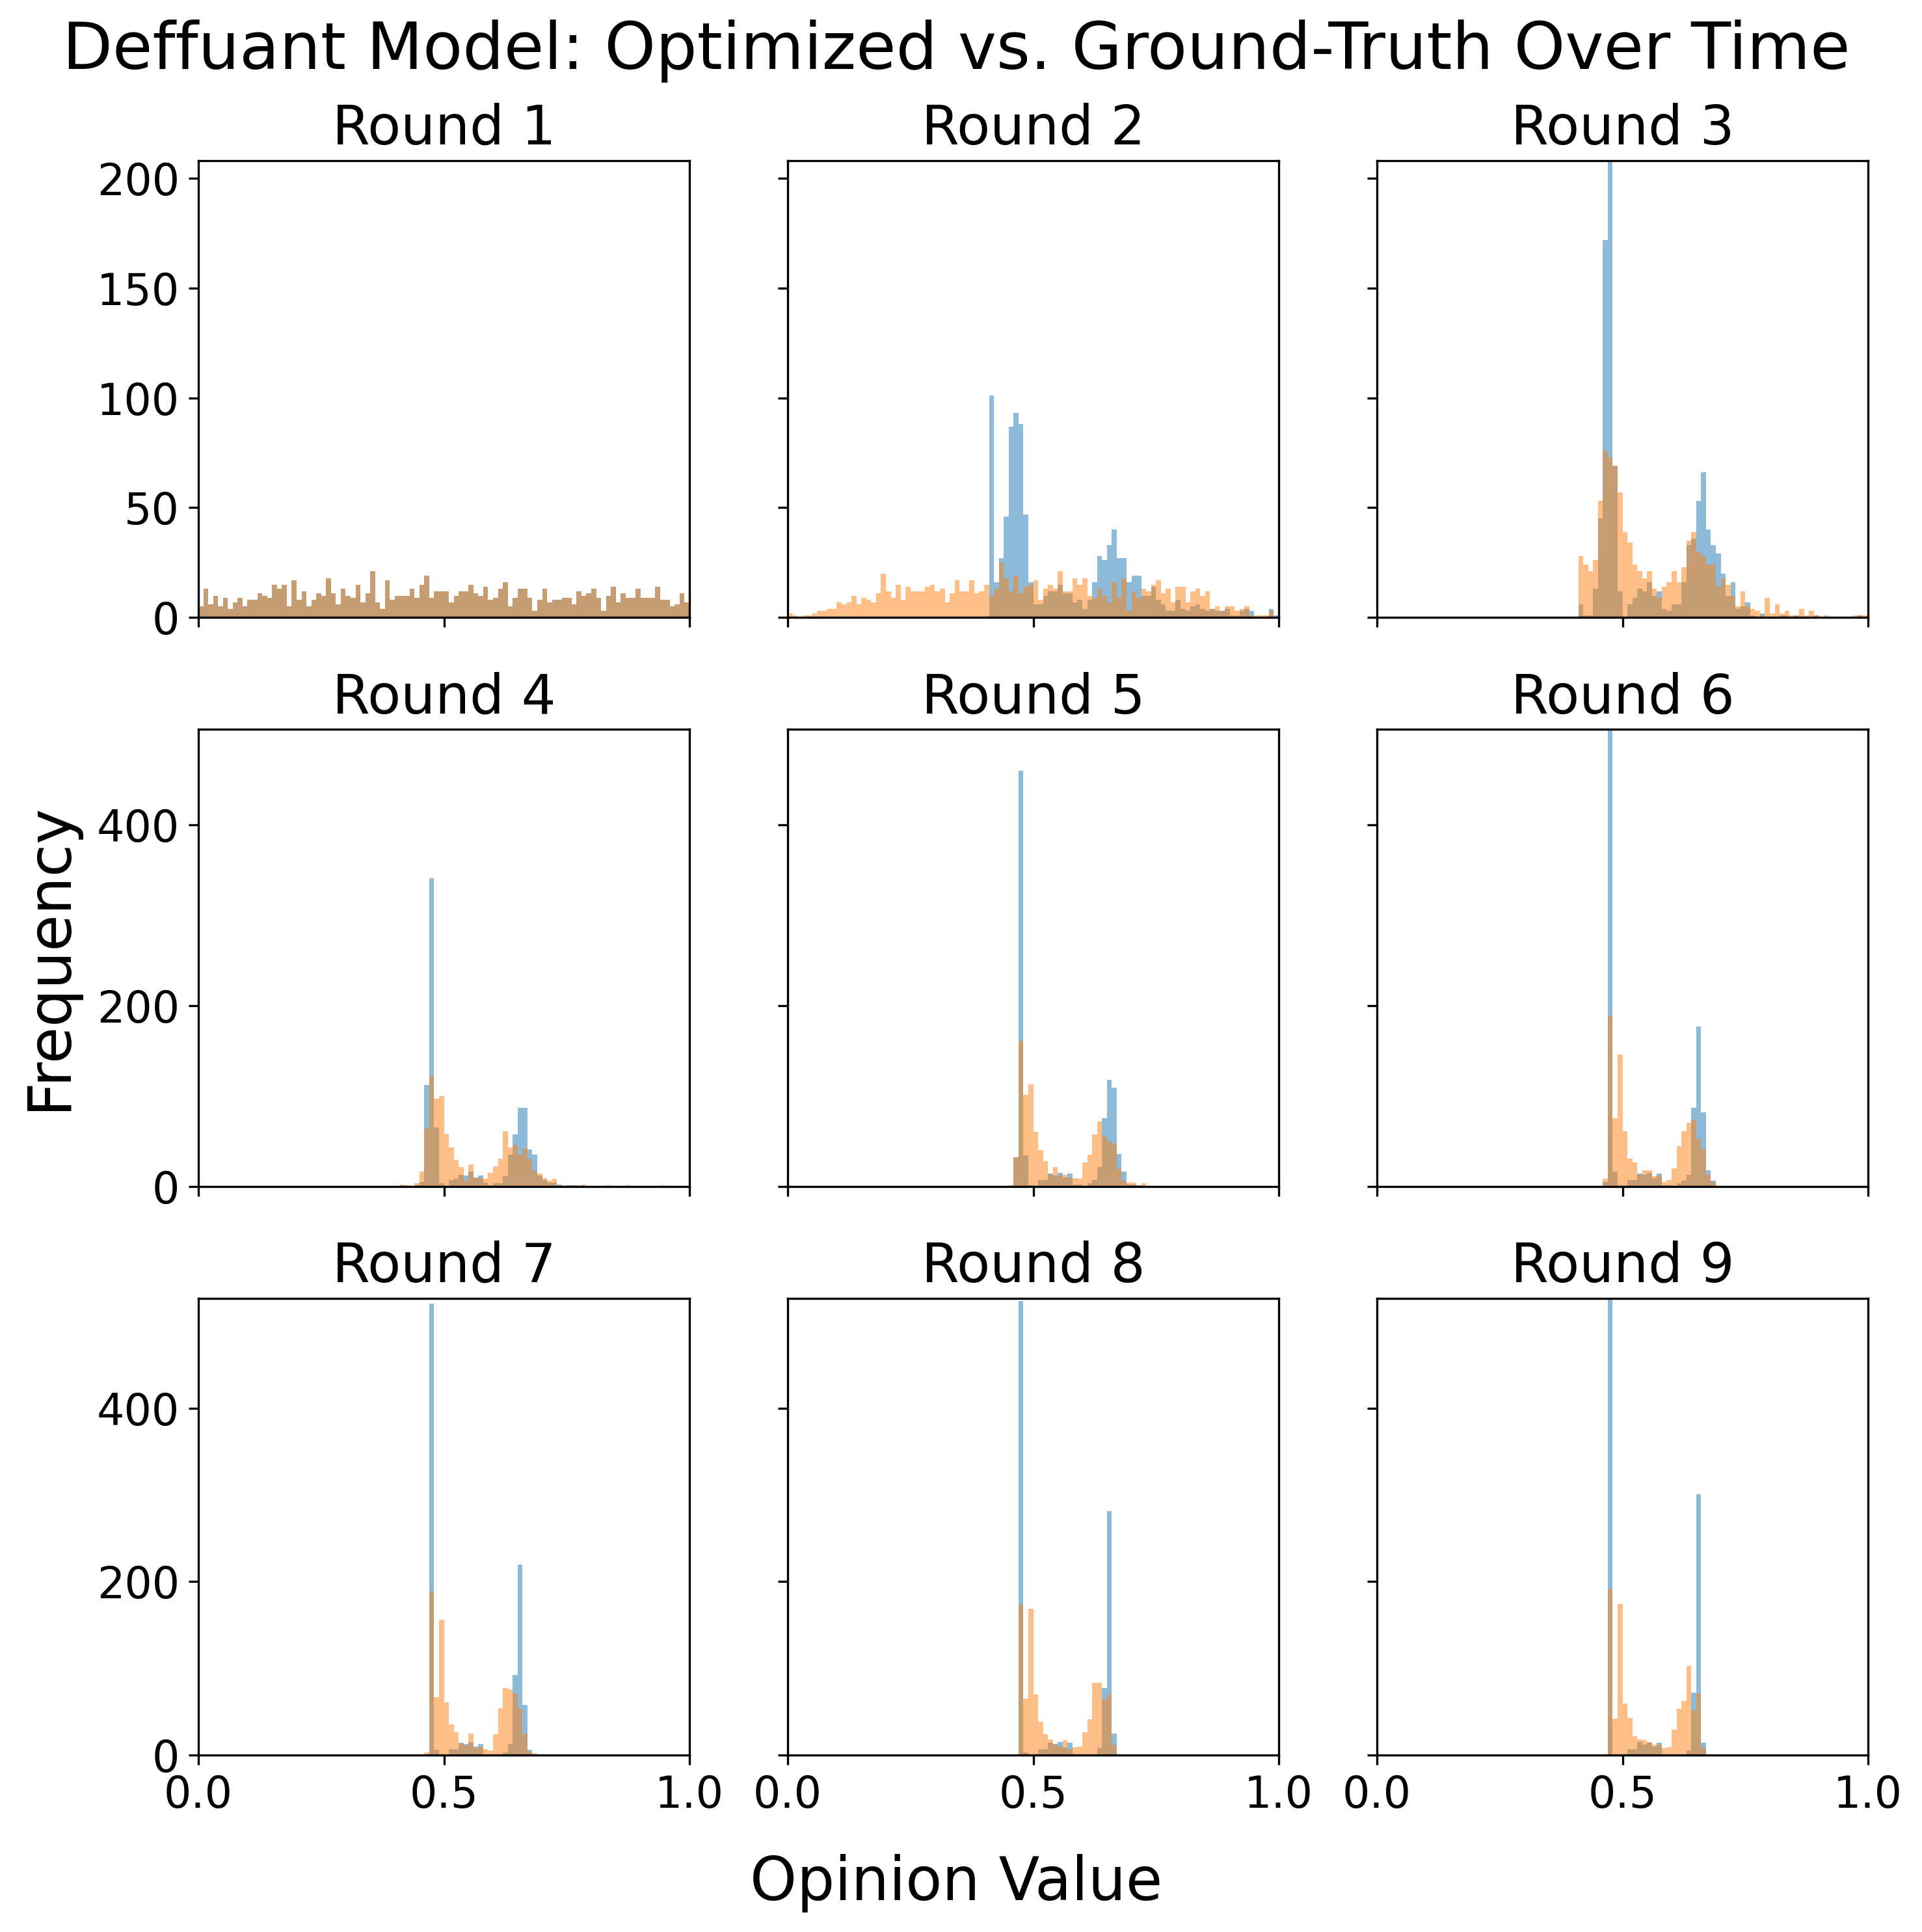 Deffuant Model: Optimized vs. Ground-Truth Over Time
Round 1
Round 2
Round 3
200
150
100
50
0
Round 4
Round 5
Round 6
Frequency
400
200
0
Round 7
Round 8
Round 9
400
200
0
0.0 0.5 1.0 0.0 0.5 1.0 0.0 0.5 1.0
Opinion Value